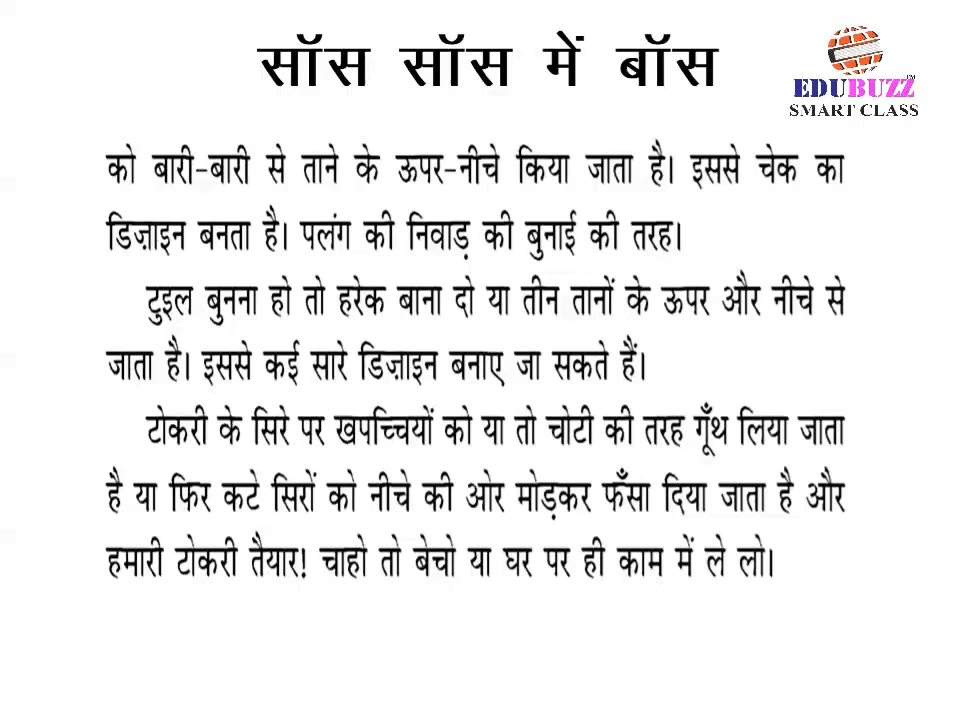 सॉस सॉस में बॉस
EDUBUZZ™
SMART CLASS
को बारी-बारी से ताने के ऊपर-नीचे किया जाता है। इससे चेक का
डिज़ाइन बनता है। पलंग की निवाड़ की बुनाई की तरह।
टुइल बुनना हो तो हरेक बाना दो या तीन तानों के ऊपर और नीचे से
जाता है। इससे कई सारे डिज़ाइन बनाए जा सकते हैं।
टोकरी के सिरे पर खपच्चियों को या तो चोटी की तरह गूँथ लिया जाता
है या फिर कटे सिरों को नीचे की ओर मोड़कर फँसा दिया जाता है और
हमारी टोकरी तैयार! चाहो तो बेचो या घर पर ही काम में ले लो।